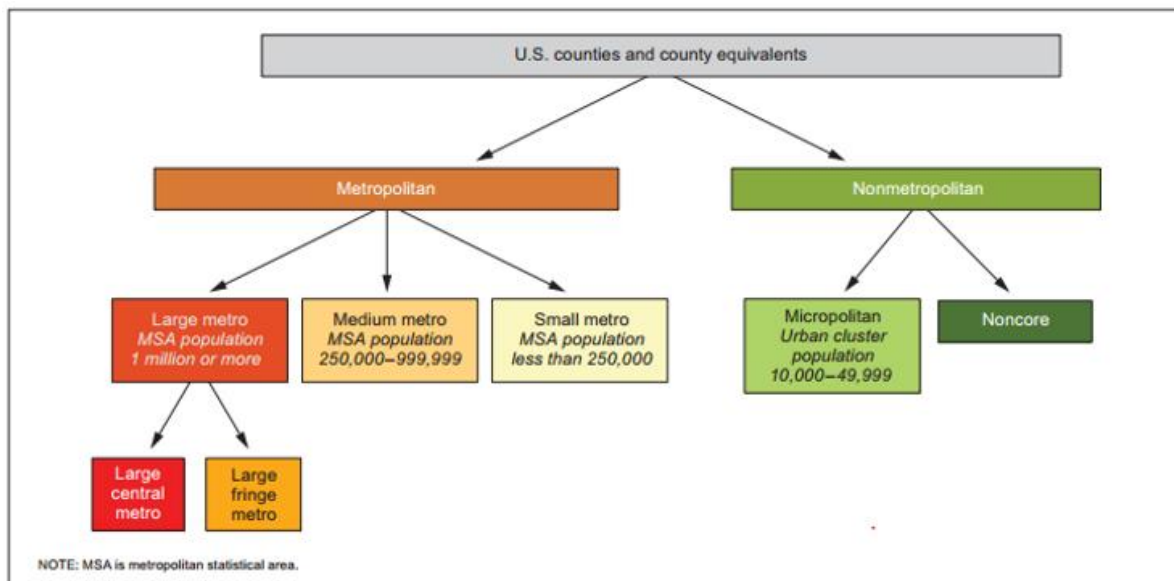 U.S. counties and county equivalents
Metropolitan
Nonmetropolitan
Large metro
MSA population
1 million or more
Medium metro
MSA population
250,000–999,999
Small metro
MSA population
less than 250,000
Micropolitan
Urban cluster
population
10,000–49,999
Noncore
Large
central
metro
Large
fringe
metro
NOTE: MSA is metropolitan statistical area.